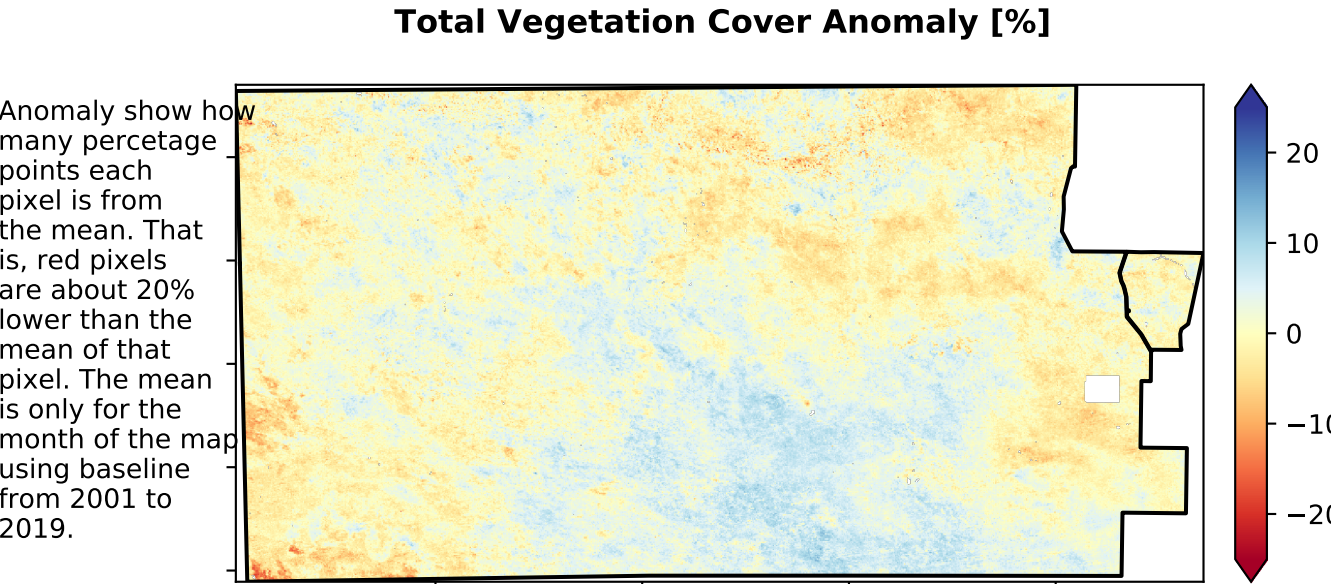 Total Vegetation Cover Anomaly [%]
Anomaly show how
many percetage
points each
pixel is from
the mean. That
is, red pixels
are about 20%
lower than the
mean of that
pixel. The mean
is only for the
month of the map
using baseline
from 2001 to
2019.
20
10
0
−10
−20